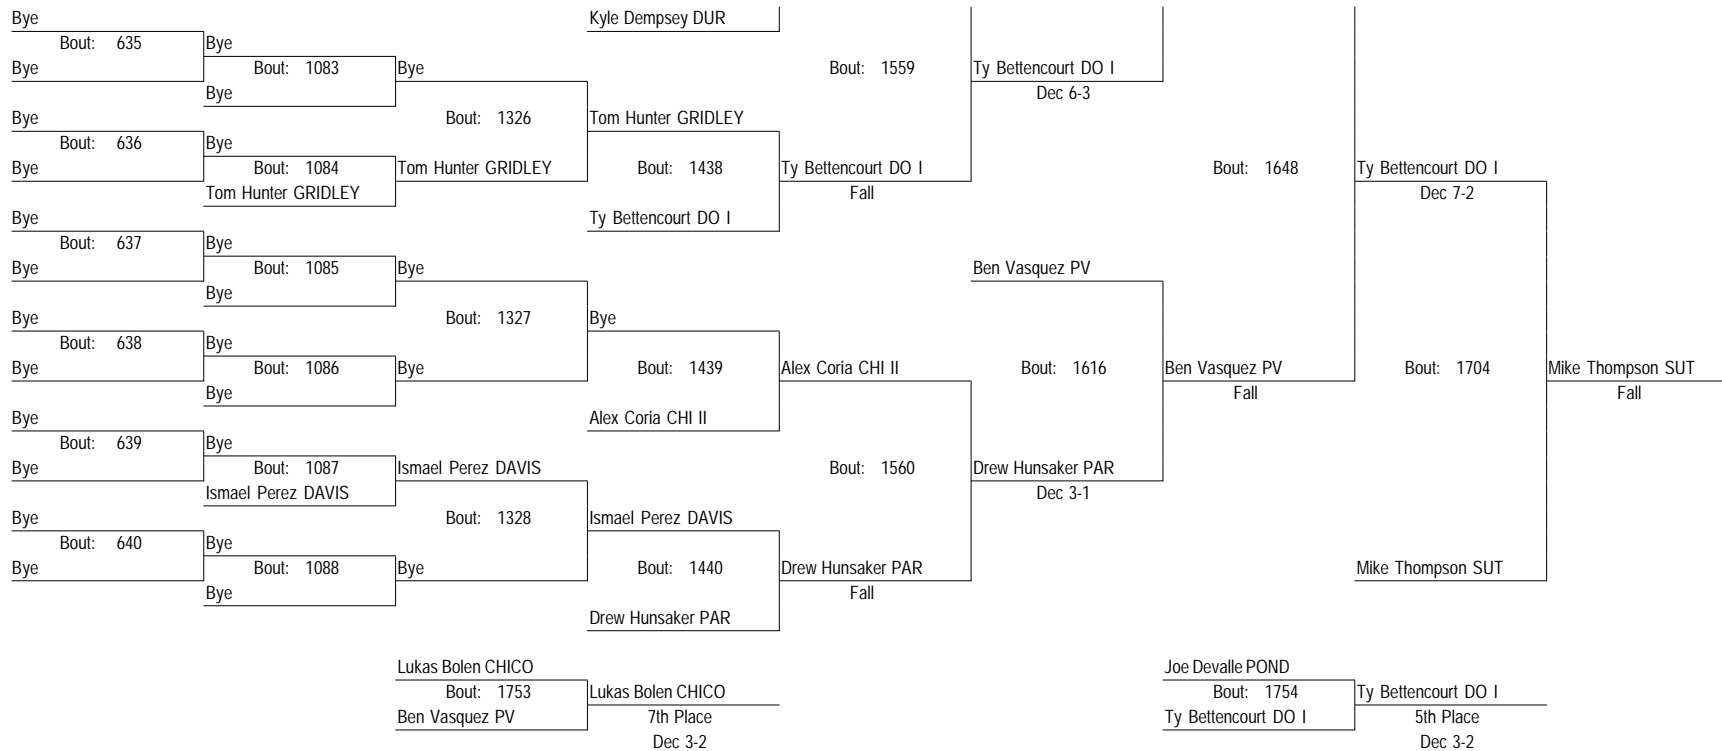 Bye
Bout: 635
Bye
Bye
Bout: 636
Bye
Bye
Bout: 637
Bye
Bye
Bout: 638
Bye
Bye
Bout: 639
Bye
Bye
Bout: 640
Bye
Bye
Bout: 1083
Bye
Bye
Bout: 1084
Tom Hunter GRIDLEY
Bye
Bout: 1085
Bye
Bye
Bout: 1086
Bye
Bye
Bout: 1087
Ismael Perez DAVIS
Bye
Bout: 1088
Bye
Bye
Bout: 1326
Tom Hunter GRIDLEY
Bye
Bout: 1327
Bye
Ismael Perez DAVIS
Bout: 1328
Bye
Kyle Dempsey DUR
Tom Hunter GRIDLEY
Bout: 1438
Ty Bettencourt DO I
Bye
Bout: 1439
Alex Coria CHI II
Ismael Perez DAVIS
Bout: 1440
Drew Hunsaker PAR
Bout: 1559
Ty Bettencourt DO I
Fall
Alex Coria CHI II
Bout: 1560
Drew Hunsaker PAR
Fall
Ty Bettencourt DO I
Dec 6-3
Ben Vasquez PV
Bout: 1616
Drew Hunsaker PAR
Dec 3-1
Bout: 1648
Ben Vasquez PV
Fall
Ty Bettencourt DO I
Dec 7-2
Bout: 1704
Mike Thompson SUT
Mike Thompson SUT
Fall
Lukas Bolen CHICO
Bout: 1753
Ben Vasquez PV
Lukas Bolen CHICO
7th Place
Dec 3-2
Joe Devalle POND
Bout: 1754
Ty Bettencourt DO I
Ty Bettencourt DO I
5th Place
Dec 3-2